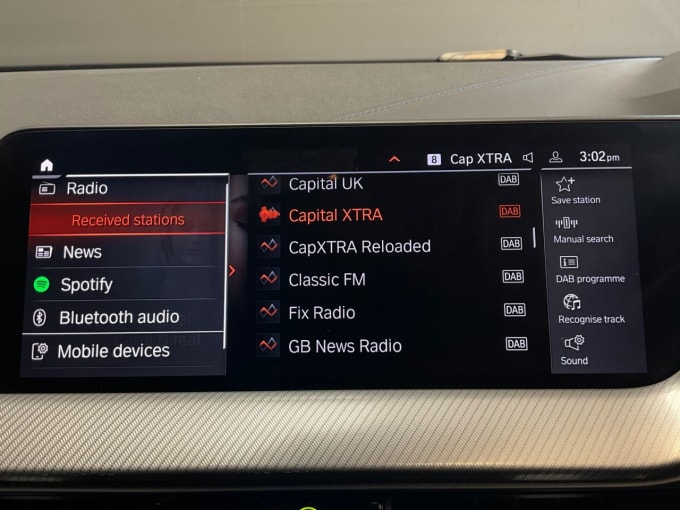 8 Cap XTRA 3:02pm
Radio
Received stations
News
Spotify
Bluetooth audio
Mobile devices
Capital UK DAB
Capital XTRA DAB
CapXTRA Reloaded DAB
Classic FM DAB
Fix Radio DAB
GB News Radio DAB
Save station
Manual search
DAB programme
Recognise track
Sound